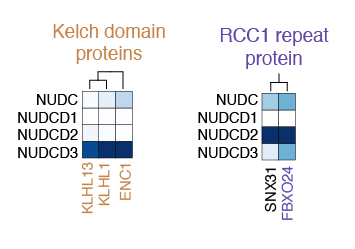 Kelch domain
proteins
NUDC
NUDCD1
NUDCD2
NUDCD3
KLHL13
KLHL1
ENC1
RCC1 repeat
protein
NUDC
NUDCD1
NUDCD2
NUDCD3
SNX31
FBXO24